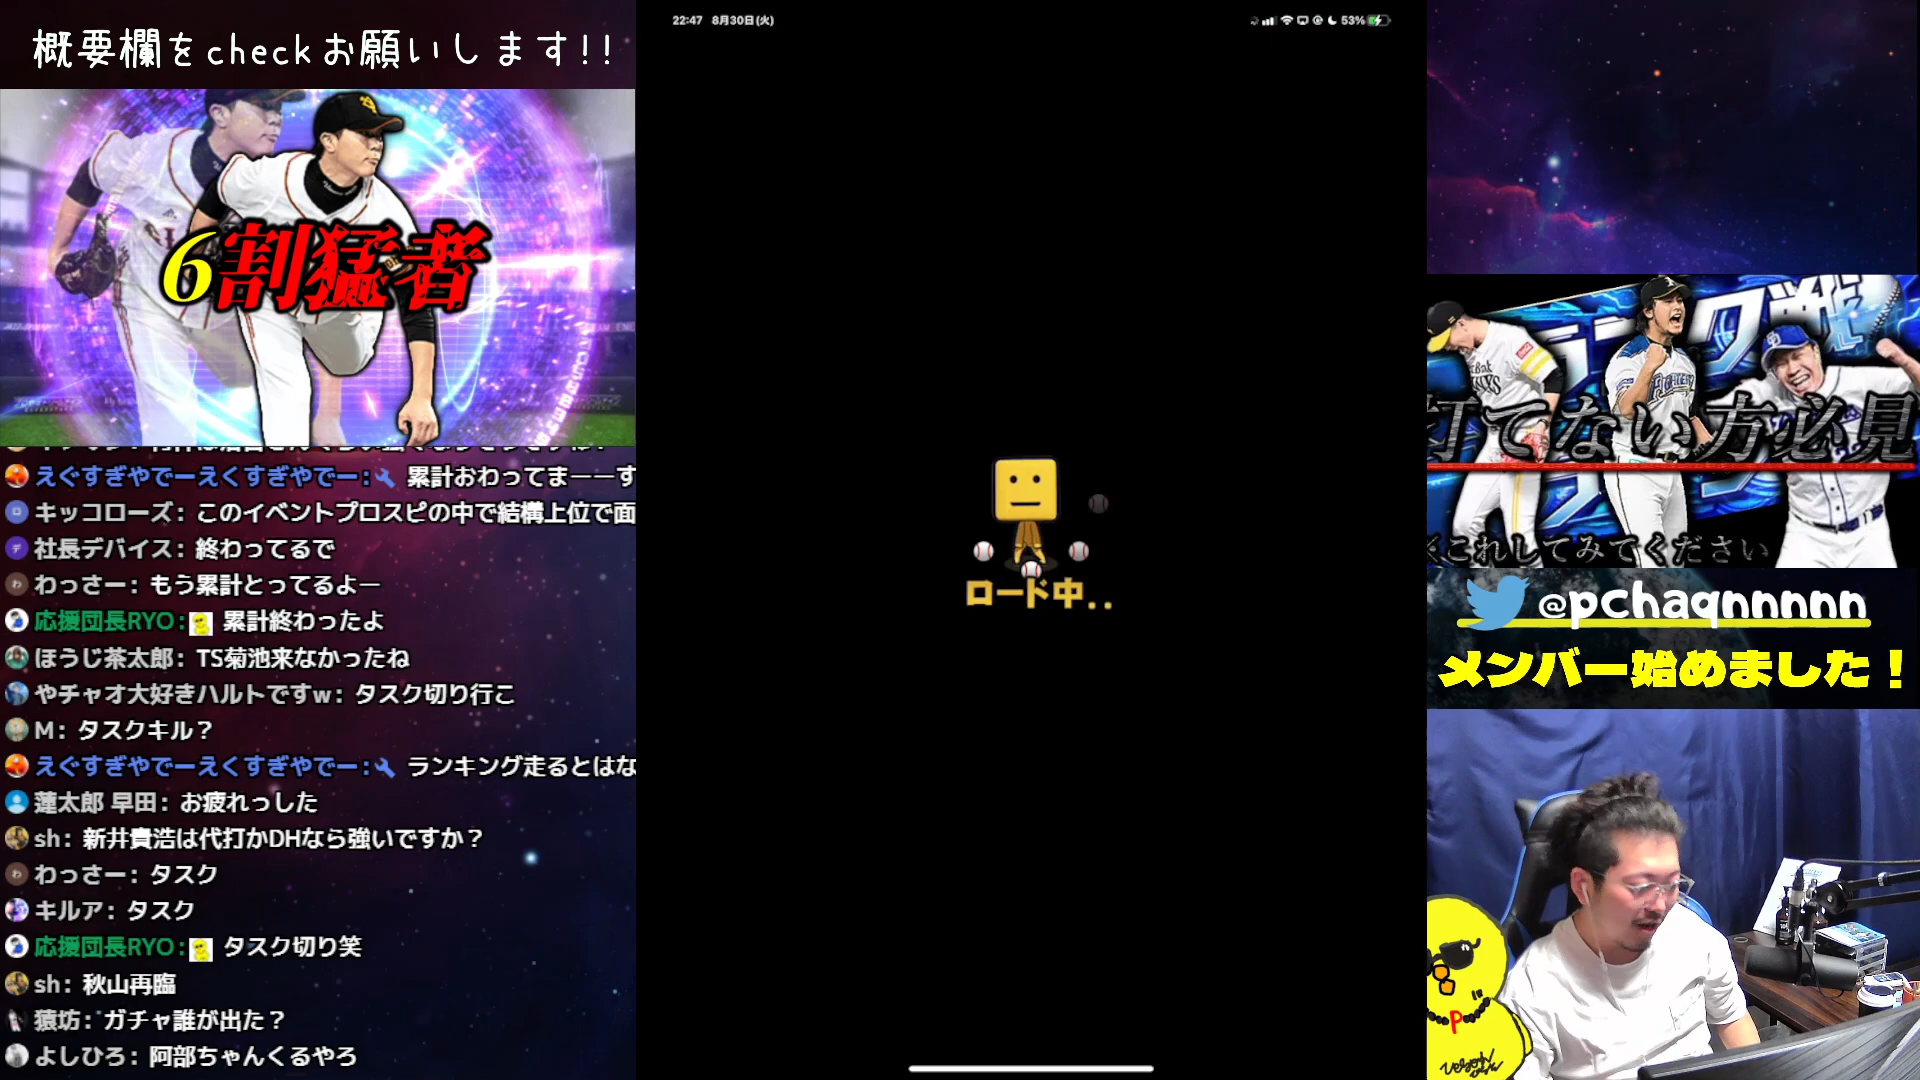 概要欄をcheckお願いします!!
6割猛者
えぐすぎやでーえくすぎやでー: 累計おわってまーーーす
キッコローズ: このイベントプロスピの中で結構上位で面
社長デバイス: 終わってるで
わっさー: もう累計とってるよー
応援団長RYO: 累計終わったよ
ほうじ茶太郎: TS菊池来なかったね
やチャオ大好きハルトですw: タスク切り行こ
M: タスクキル？
えぐすぎやでーえくすぎやでー: ランキング走るとはな
蓮太郎 早田: お疲れっした
sh: 新井貴浩は代打かDHなら強いですか？
わっさー: タスク
キルア: タスク
応援団長RYO: タスク切り笑
sh: 秋山再臨
猿坊: ガチャ誰が出た？
よしひろ: 阿部ちゃんくるやろ
22:47 8月30日(火)
53%
ロード中..
ランク戦
打てない方必見
これしてみてください
@pchaqnnnnn
メンバー始めました！
P